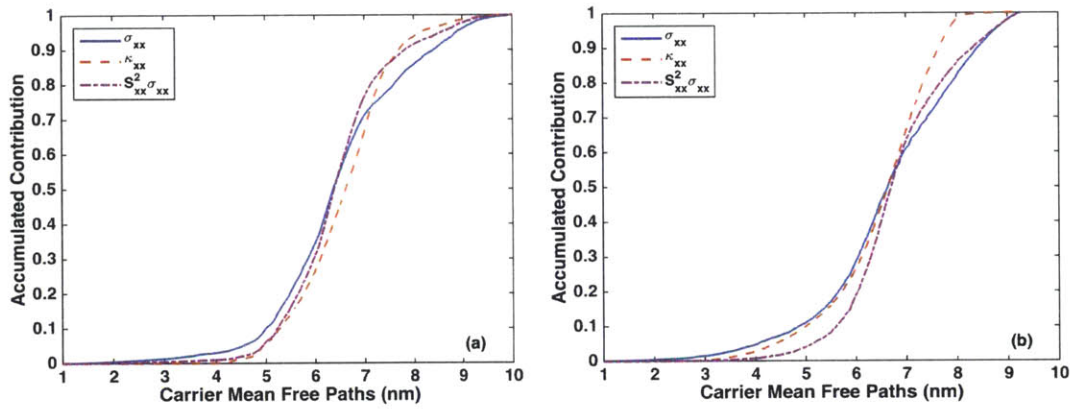 1
0.9
0.8
0.7
0.6
0.5
0.4
0.3
0.2
0.1
0
Accumulated Contribution
σxx
κxx
S²xxσxx
(a)
1 2 3 4 5 6 7 8 9 10
Carrier Mean Free Paths (nm)
1
0.9
0.8
0.7
0.6
0.5
0.4
0.3
0.2
0.1
0
Accumulated Contribution
σxx
κxx
S²xxσxx
(b)
1 2 3 4 5 6 7 8 9 10
Carrier Mean Free Paths (nm)